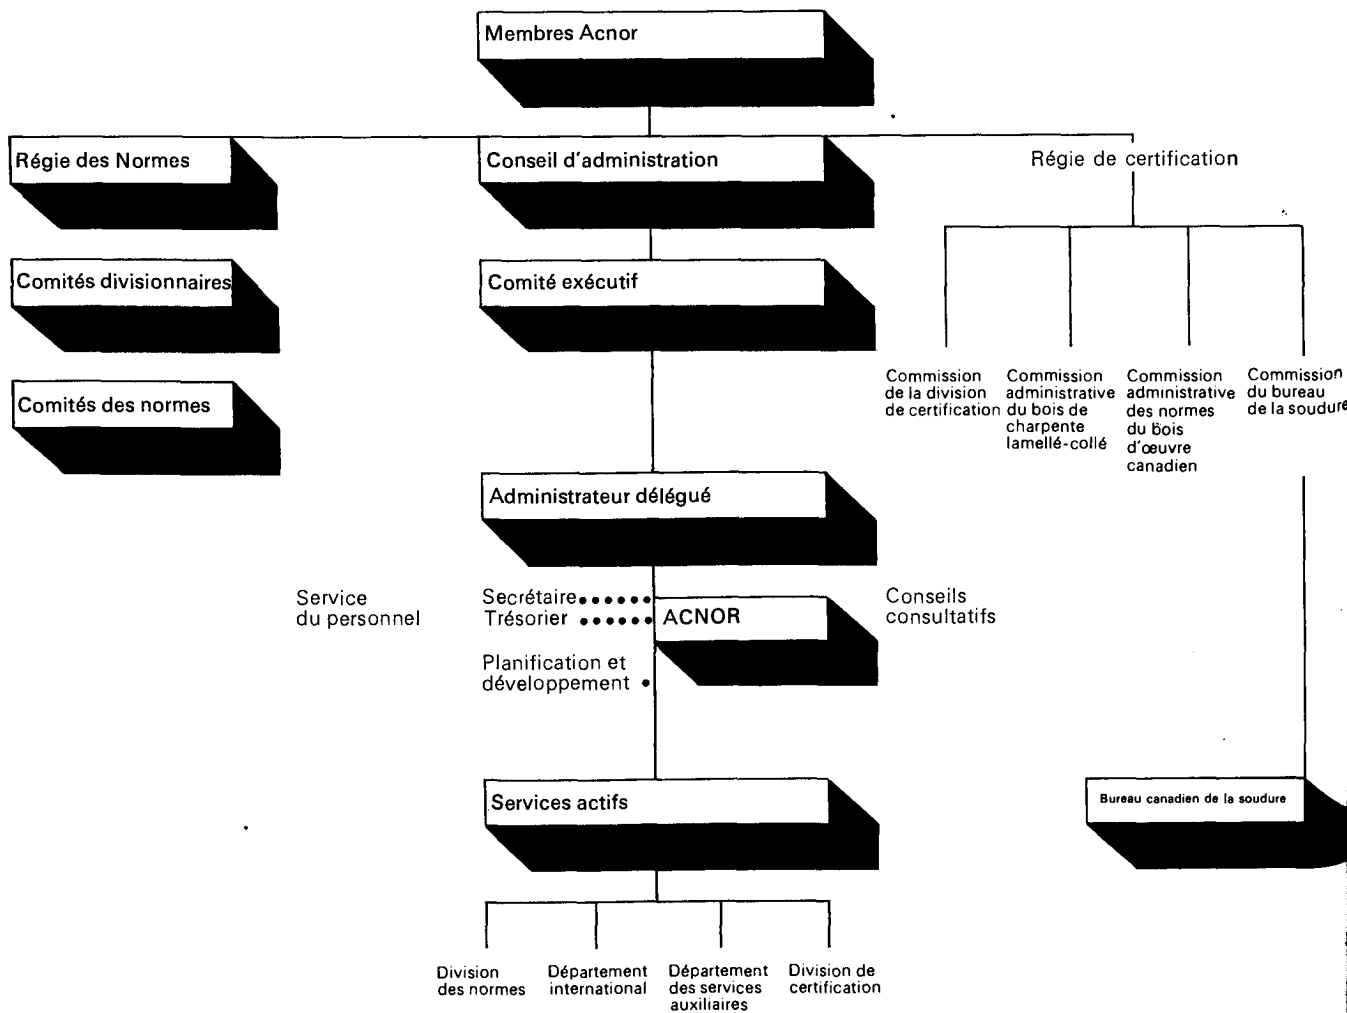 Membres Acnor
Régie des Normes
Conseil d'administration
Régie de certification
Comités divisionnaires
Comité exécutif
Comités des normes
Commission
de la division
de certification
Commission
administrative
du bois de
charpente
lamellé-collé
Commission
administrative
des normes
du bois
d'œuvre
canadien
Commission
du bureau
de la soudure
Administrateur délégué
Service
du personnel
Secrétaire
Trésorier
ACNOR
Conseils
consultatifs
Planification et
développement
Services actifs
Bureau canadien de la soudure
Division
des normes
Département
international
Département
des services
auxiliaires
Division de
certification